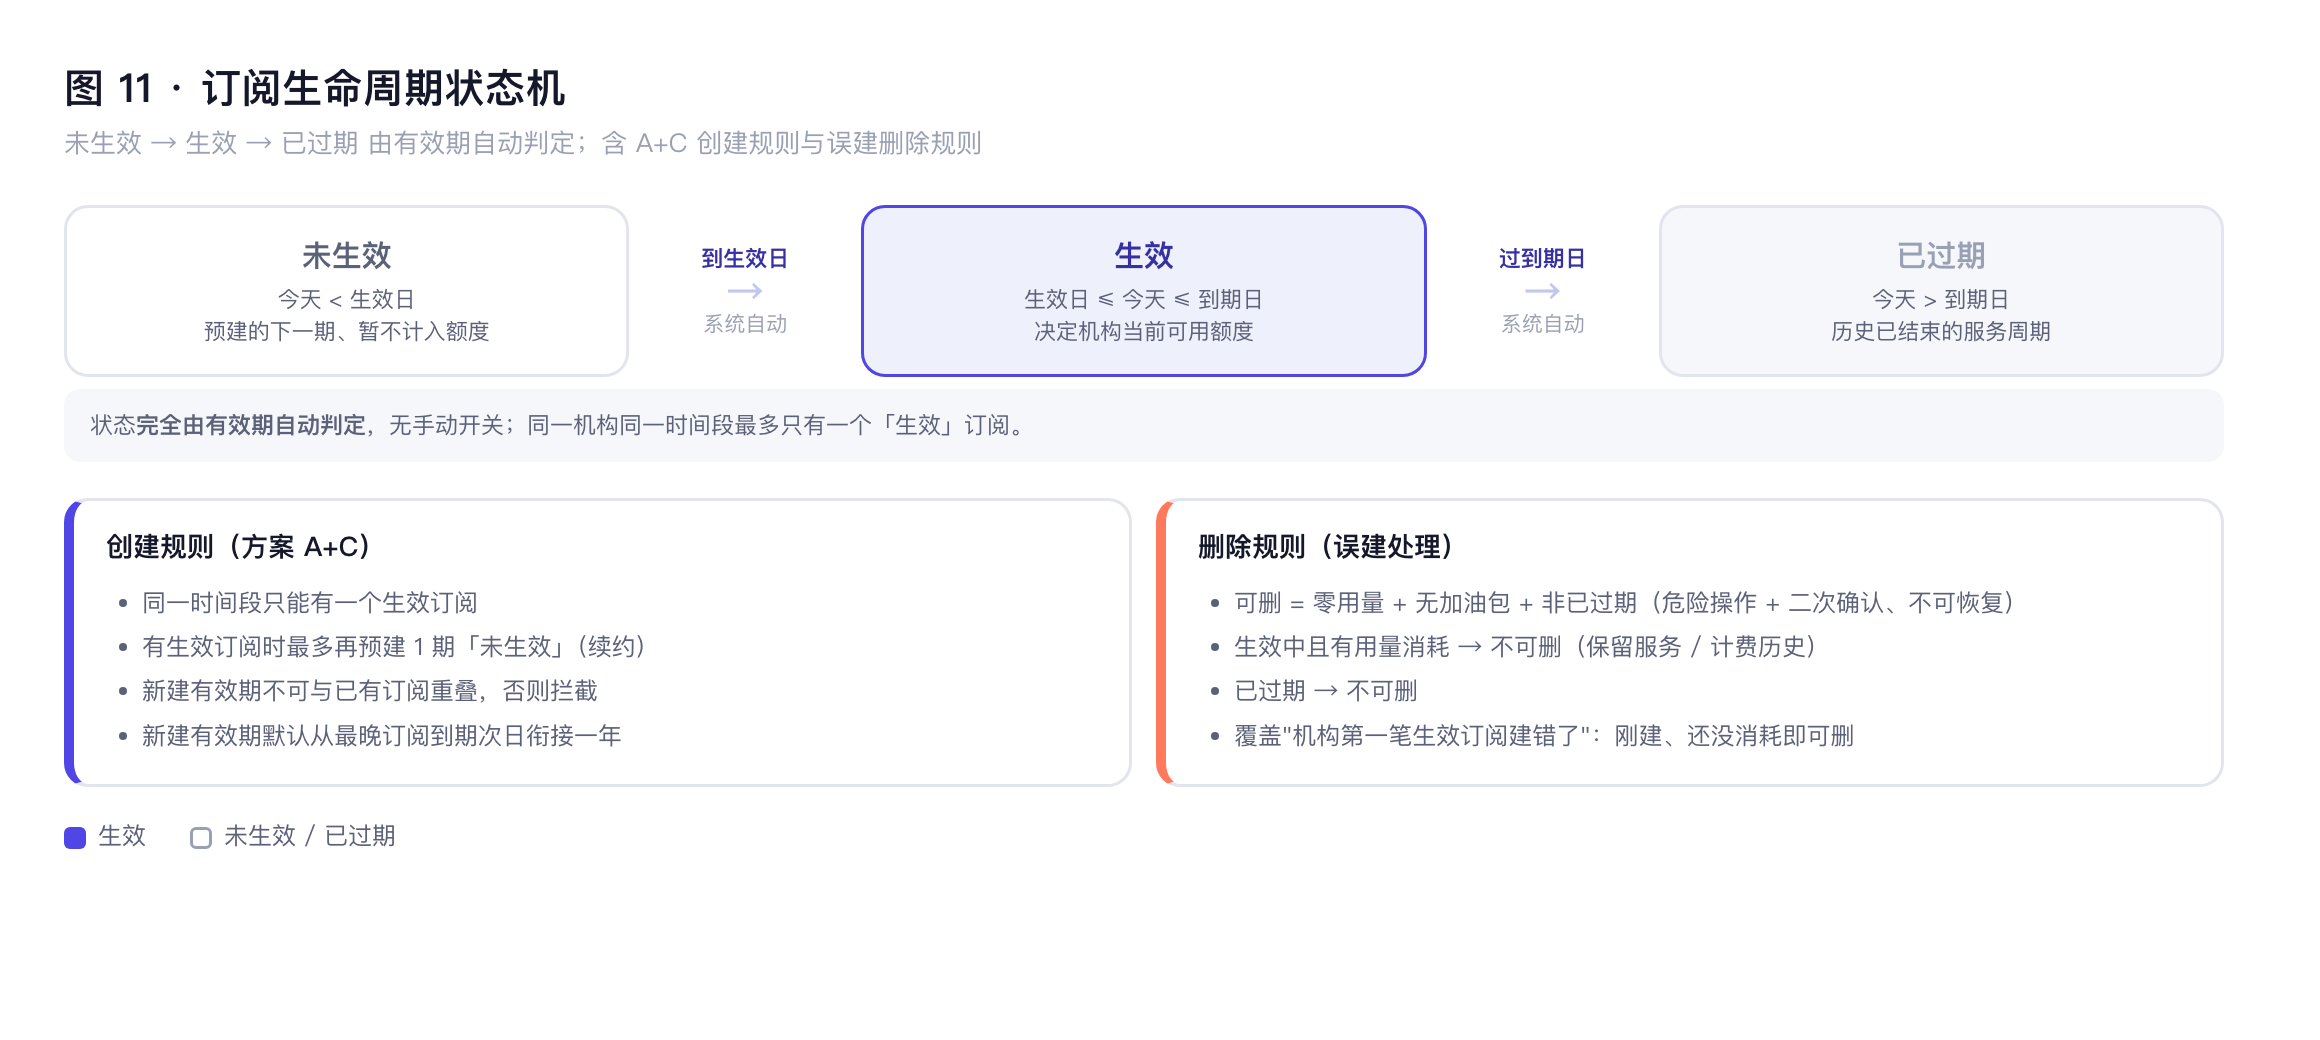 图 11 · 订阅生命周期状态机
未生效 → 生效 → 已过期 由有效期自动判定；含 A+C 创建规则与误建删除规则
未生效
今天 < 生效日
预建的下一期、暂不计入额度
到生效日
→
系统自动
生效
生效日 ≤ 今天 ≤ 到期日
决定机构当前可用额度
过到期日
→
系统自动
已过期
今天 > 到期日
历史已结束的服务周期
状态完全由有效期自动判定，无手动开关；同一机构同一时间段最多只有一个「生效」订阅。
创建规则（方案 A+C）
• 同一时间段只能有一个生效订阅
• 有生效订阅时最多再预建 1 期「未生效」（续约）
• 新建有效期不可与已有订阅重叠，否则拦截
• 新建有效期默认从最晚订阅到期次日衔接一年
删除规则（误建处理）
• 可删 = 零用量 + 无加油包 + 非已过期（危险操作 + 二次确认、不可恢复）
• 生效中且有用量消耗 → 不可删（保留服务 / 计费历史）
• 已过期 → 不可删
• 覆盖"机构第一笔生效订阅建错了"：刚建、还没消耗即可删
生效
未生效 / 已过期